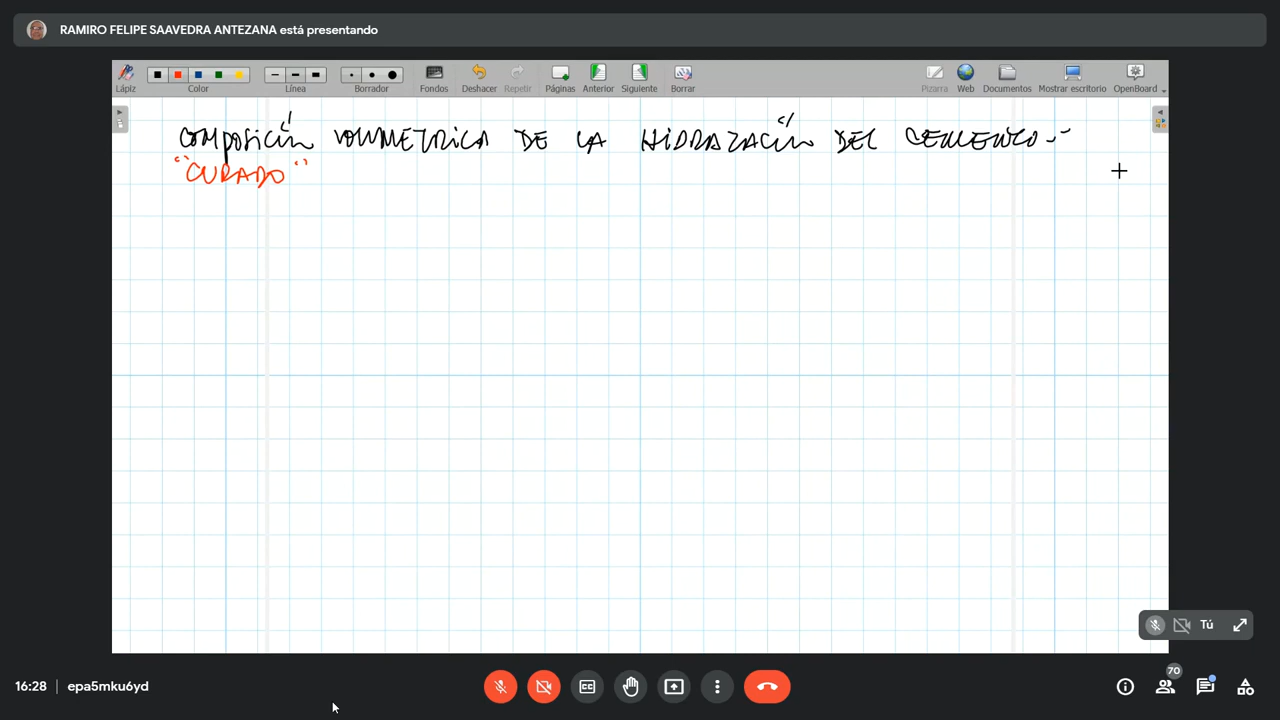 RAMIRO FELIPE SAAVEDRA ANTEZANA está presentando
Lápiz Color Línea Borrador Fondos Deshacer Repetir Páginas Anterior Siguiente Borrar Pizarra Web Documentos Mostrar escritorio OpenBoard
COMPOSICIÓN VOLUMETRICA DE LA HIDRATACIÓN DEL CEMENTO.-
"CURADO"
Tú
70
16:28 | epa5mku6yd